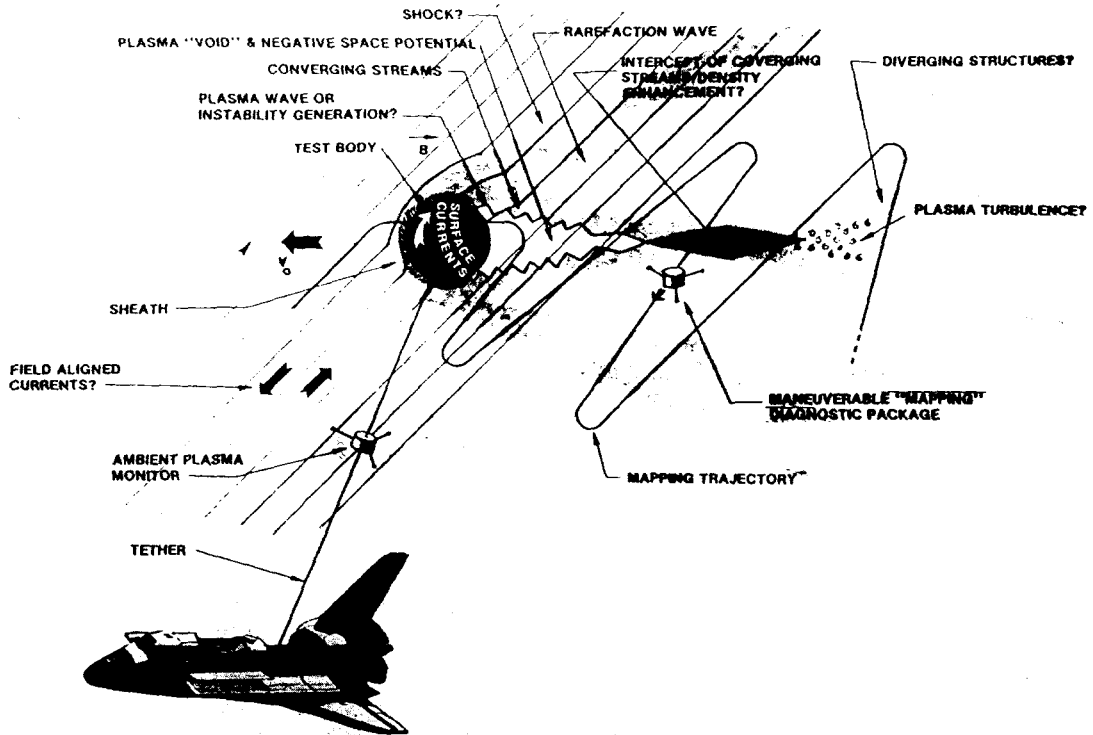 SHOCK?
PLASMA "VOID" & NEGATIVE SPACE POTENTIAL
CONVERGING STREAMS
PLASMA WAVE OR
INSTABILITY GENERATION?
TEST BODY
B
RAREFACTION WAVE
INTERCEPT OF COVERGING
STREAMS/DENSITY
ENHANCEMENT?
DIVERGING STRUCTURES?
SURFACE
CURRENTS
PLASMA TURBULENCE?
SHEATH
FIELD ALIGNED
CURRENTS?
MANEUVERABLE "MAPPING"
DIAGNOSTIC PACKAGE
AMBIENT PLASMA
MONITOR
MAPPING TRAJECTORY
TETHER